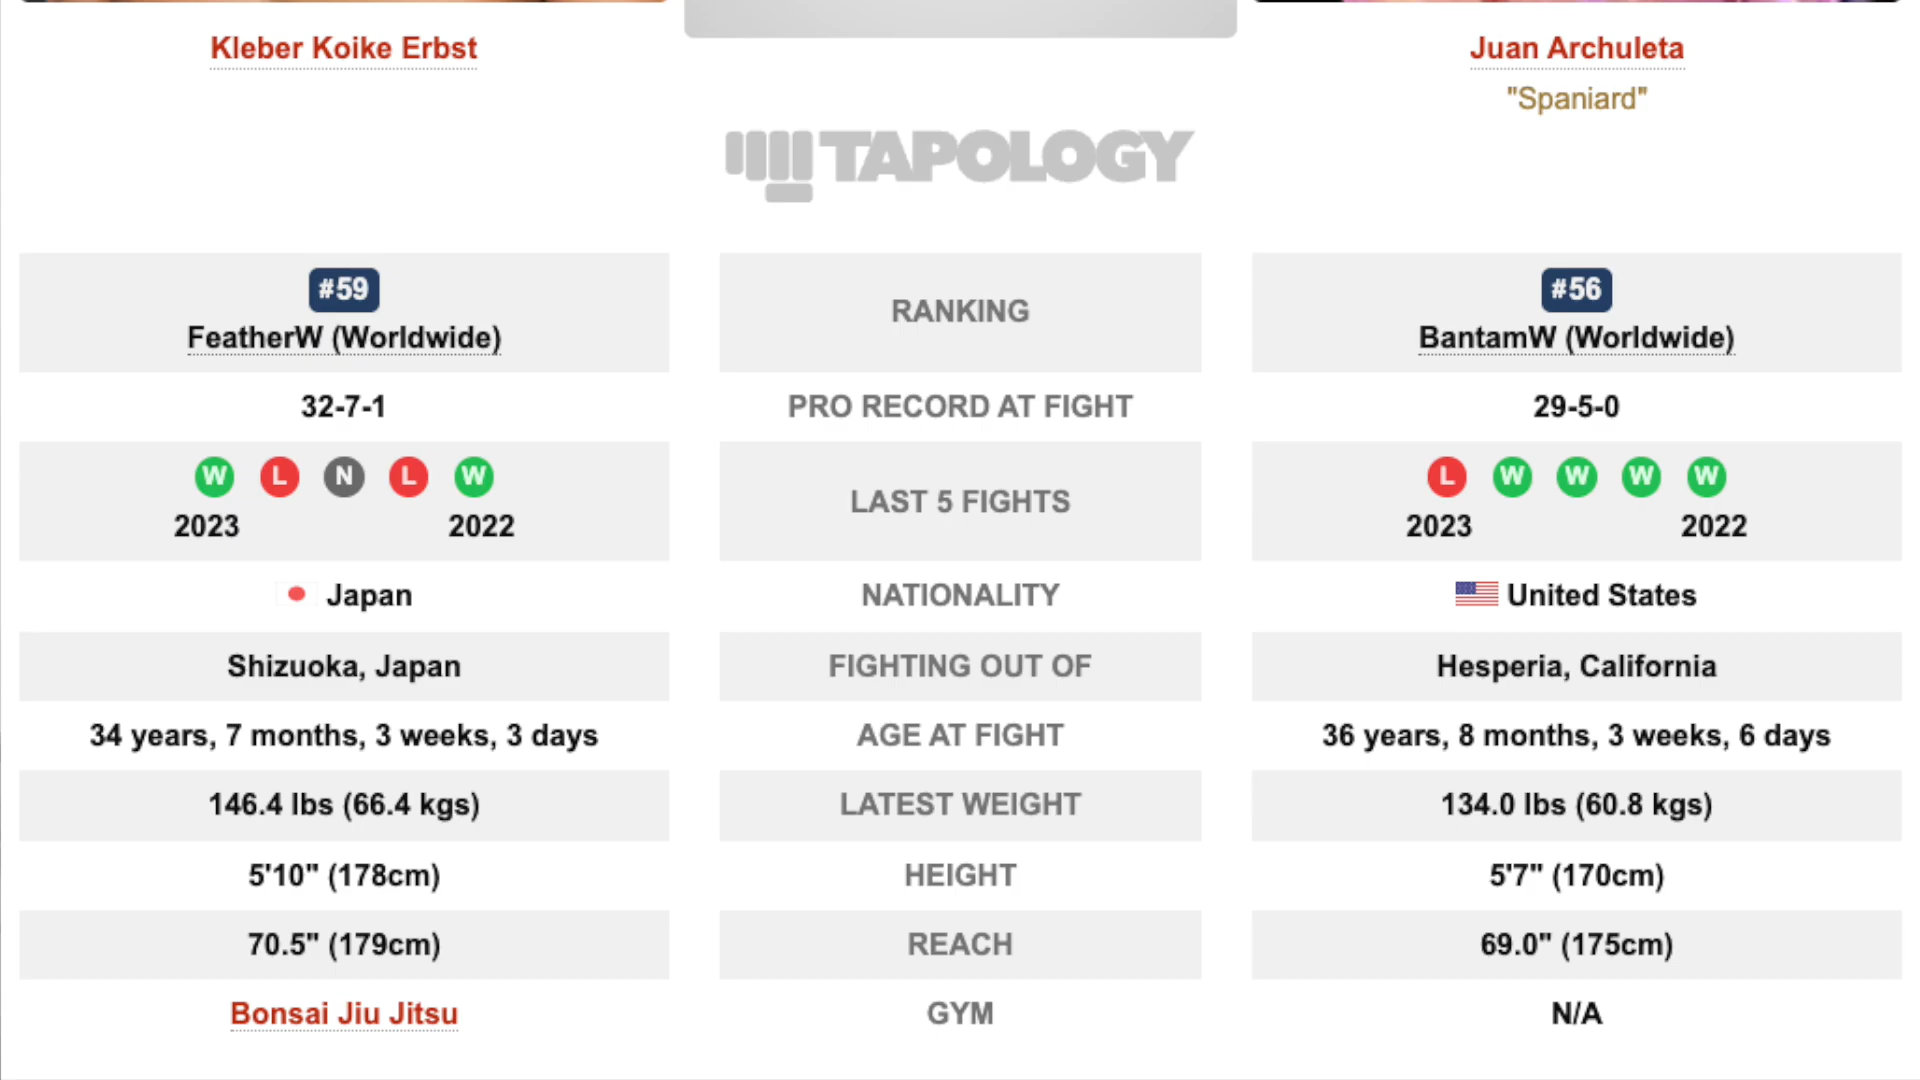 Kleber Koike Erbst
Juan Archuleta
"Spaniard"
TAPOLOGY
#59
FeatherW (Worldwide)
RANKING
#56
BantamW (Worldwide)
32-7-1
PRO RECORD AT FIGHT
29-5-0
W L N L W
2023 2022
LAST 5 FIGHTS
L W W W W
2023 2022
Japan
NATIONALITY
United States
Shizuoka, Japan
FIGHTING OUT OF
Hesperia, California
34 years, 7 months, 3 weeks, 3 days
AGE AT FIGHT
36 years, 8 months, 3 weeks, 6 days
146.4 lbs (66.4 kgs)
LATEST WEIGHT
134.0 lbs (60.8 kgs)
5'10" (178cm)
HEIGHT
5'7" (170cm)
70.5" (179cm)
REACH
69.0" (175cm)
Bonsai Jiu Jitsu
GYM
N/A